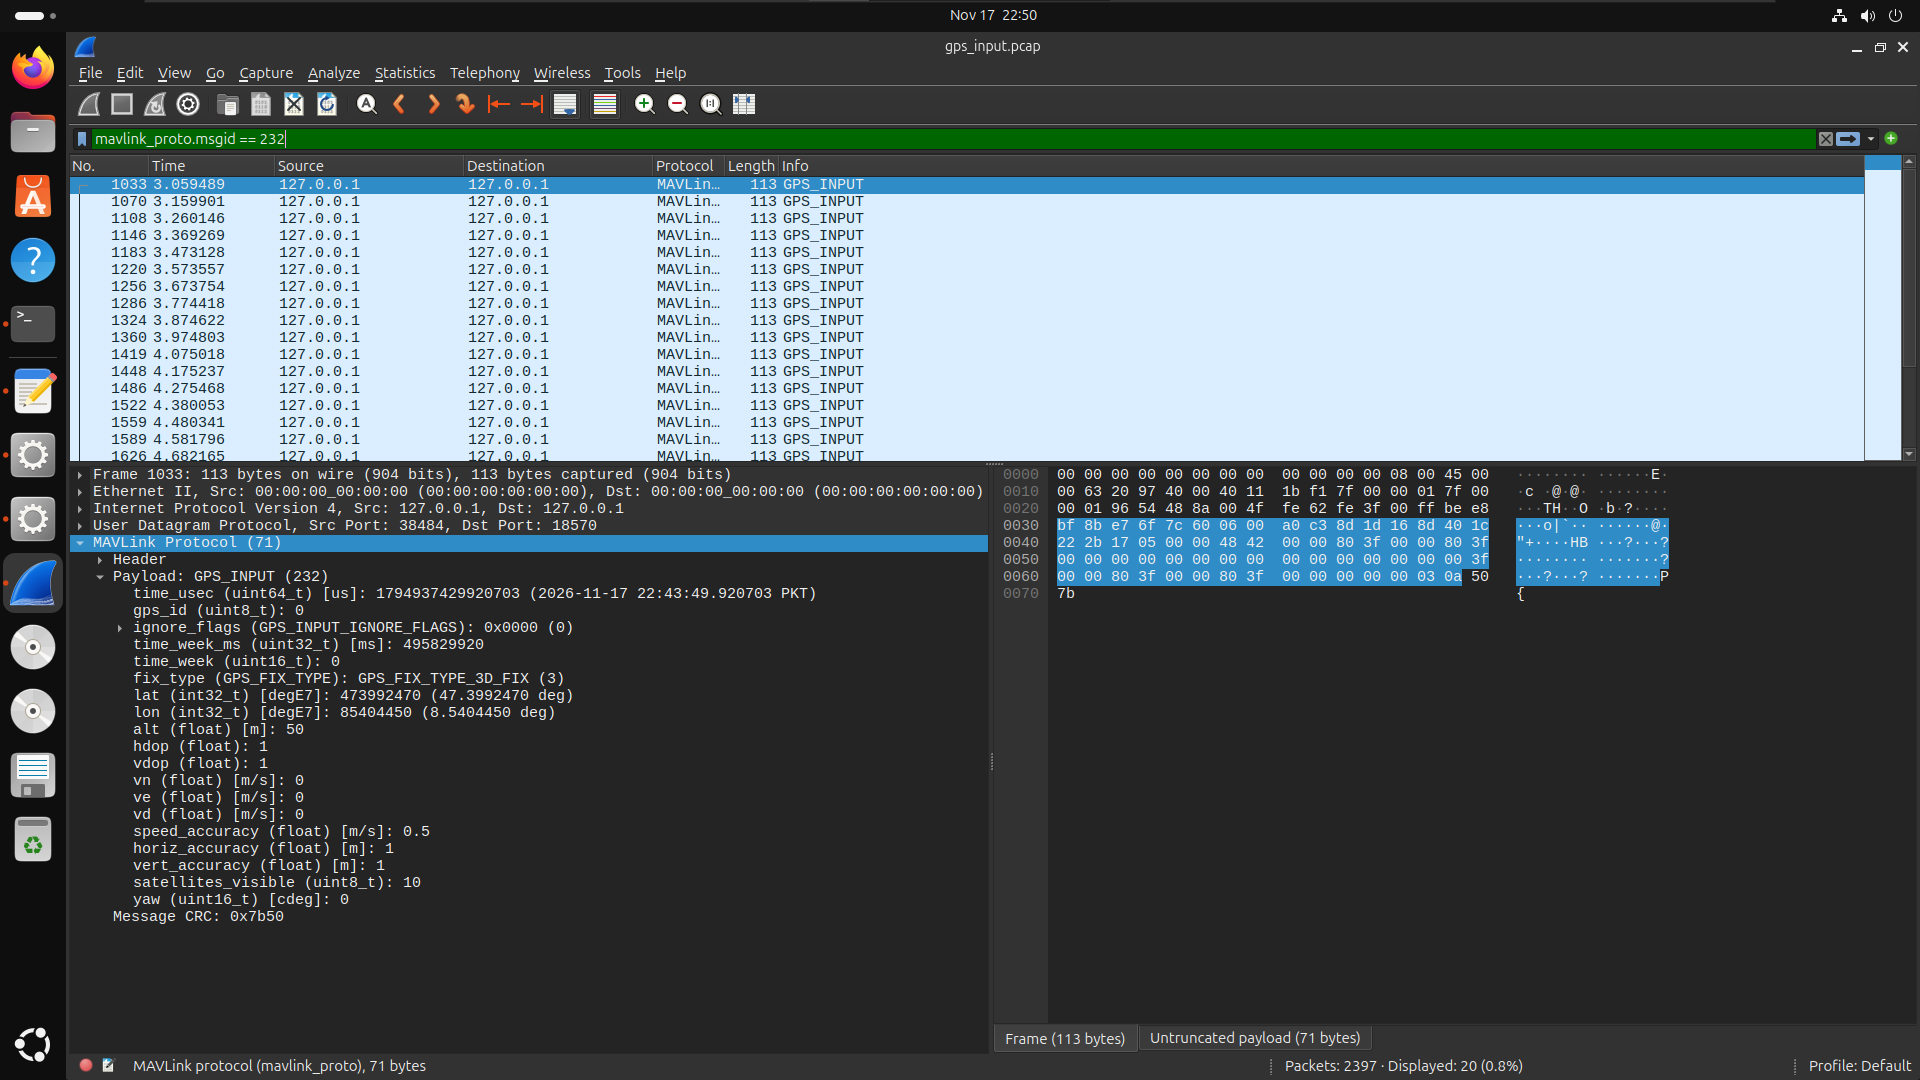 Nov 17 22:50
gps_input.pcap
File Edit View Go Capture Analyze Statistics Telephony Wireless Tools Help
mavlink_proto.msgid == 232
No. Time Source Destination Protocol Length Info
1033 3.059489 127.0.0.1 127.0.0.1 MAVLin… 113 GPS_INPUT
1070 3.159901 127.0.0.1 127.0.0.1 MAVLin… 113 GPS_INPUT
1108 3.260146 127.0.0.1 127.0.0.1 MAVLin… 113 GPS_INPUT
1146 3.369269 127.0.0.1 127.0.0.1 MAVLin… 113 GPS_INPUT
1183 3.473128 127.0.0.1 127.0.0.1 MAVLin… 113 GPS_INPUT
1220 3.573557 127.0.0.1 127.0.0.1 MAVLin… 113 GPS_INPUT
1256 3.673754 127.0.0.1 127.0.0.1 MAVLin… 113 GPS_INPUT
1286 3.774418 127.0.0.1 127.0.0.1 MAVLin… 113 GPS_INPUT
1324 3.874622 127.0.0.1 127.0.0.1 MAVLin… 113 GPS_INPUT
1360 3.974803 127.0.0.1 127.0.0.1 MAVLin… 113 GPS_INPUT
1419 4.075018 127.0.0.1 127.0.0.1 MAVLin… 113 GPS_INPUT
1448 4.175237 127.0.0.1 127.0.0.1 MAVLin… 113 GPS_INPUT
1486 4.275468 127.0.0.1 127.0.0.1 MAVLin… 113 GPS_INPUT
1522 4.380053 127.0.0.1 127.0.0.1 MAVLin… 113 GPS_INPUT
1559 4.480341 127.0.0.1 127.0.0.1 MAVLin… 113 GPS_INPUT
1589 4.581796 127.0.0.1 127.0.0.1 MAVLin… 113 GPS_INPUT
1626 4.682165 127.0.0.1 127.0.0.1 MAVLin… 113 GPS_INPUT
Frame 1033: 113 bytes on wire (904 bits), 113 bytes captured (904 bits)
Ethernet II, Src: 00:00:00_00:00:00 (00:00:00:00:00:00), Dst: 00:00:00_00:00:00 (00:00:00:00:00:00)
Internet Protocol Version 4, Src: 127.0.0.1, Dst: 127.0.0.1
User Datagram Protocol, Src Port: 38484, Dst Port: 18570
MAVLink Protocol (71)
Header
Payload: GPS_INPUT (232)
time_usec (uint64_t) [us]: 1794937429920703 (2026-11-17 22:43:49.920703 PKT)
gps_id (uint8_t): 0
ignore_flags (GPS_INPUT_IGNORE_FLAGS): 0x0000 (0)
time_week_ms (uint32_t) [ms]: 495829920
time_week (uint16_t): 0
fix_type (GPS_FIX_TYPE): GPS_FIX_TYPE_3D_FIX (3)
lat (int32_t) [degE7]: 473992470 (47.3992470 deg)
lon (int32_t) [degE7]: 85404450 (8.5404450 deg)
alt (float) [m]: 50
hdop (float): 1
vdop (float): 1
vn (float) [m/s]: 0
ve (float) [m/s]: 0
vd (float) [m/s]: 0
speed_accuracy (float) [m/s]: 0.5
horiz_accuracy (float) [m]: 1
vert_accuracy (float) [m]: 1
satellites_visible (uint8_t): 10
yaw (uint16_t) [cdeg]: 0
Message CRC: 0x7b50
0000 00 00 00 00 00 00 00 00 00 00 00 00 08 00 45 00 ········ ······E·
0010 00 63 20 97 40 00 40 11 1b f1 7f 00 00 01 7f 00 ·c ·@·@· ········
0020 00 01 96 54 48 8a 00 4f fe 62 fe 3f 00 ff be e8 ···TH··O ·b·?····
0030 bf 8b e7 6f 7c 60 06 00 a0 c3 8d 1d 16 8d 40 1c ···o|`·· ······@·
0040 22 2b 17 05 00 00 48 42 00 00 80 3f 00 00 80 3f "+····HB ···?···?
0050 00 00 00 00 00 00 00 00 00 00 00 00 00 00 00 3f ········ ·······?
0060 00 00 80 3f 00 00 80 3f 00 00 00 00 00 03 0a 50 ···?···? ·······P
0070 7b {
Frame (113 bytes) Untruncated payload (71 bytes)
MAVLink protocol (mavlink_proto), 71 bytes
Packets: 2397 · Displayed: 20 (0.8%)
Profile: Default